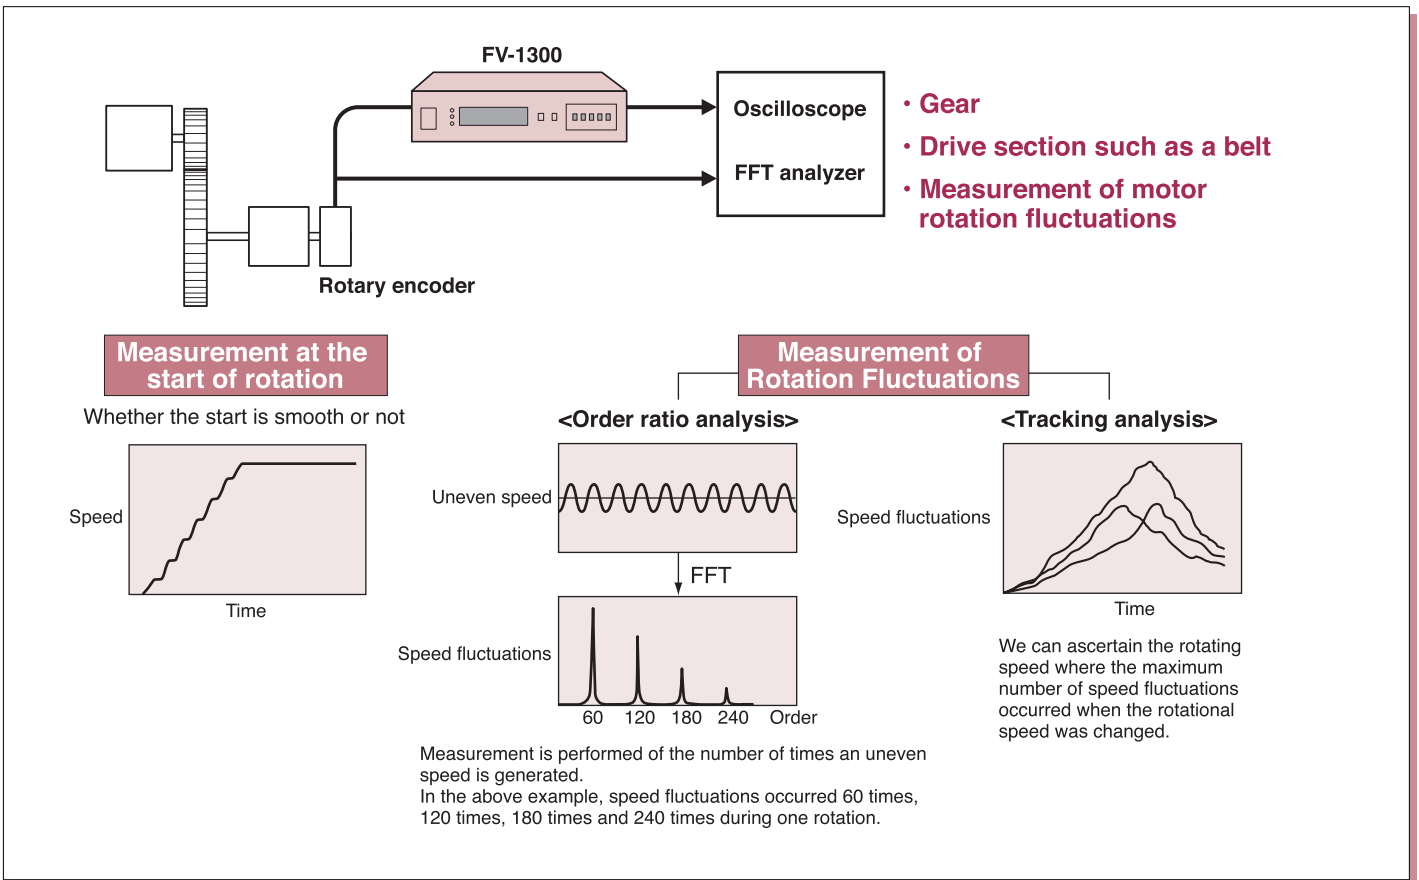 FV-1300
Oscilloscope
FFT analyzer
・Gear
・Drive section such as a belt
・Measurement of motor
rotation fluctuations
Rotary encoder
Measurement at the
start of rotation
Whether the start is smooth or not
Speed
Time
Measurement of
Rotation Fluctuations
<Order ratio analysis>
Uneven speed
FFT
Speed fluctuations
60 120 180 240 Order
Measurement is performed of the number of times an uneven
speed is generated.
In the above example, speed fluctuations occurred 60 times,
120 times, 180 times and 240 times during one rotation.
<Tracking analysis>
Speed fluctuations
Time
We can ascertain the rotating
speed where the maximum
number of speed fluctuations
occurred when the rotational
speed was changed.